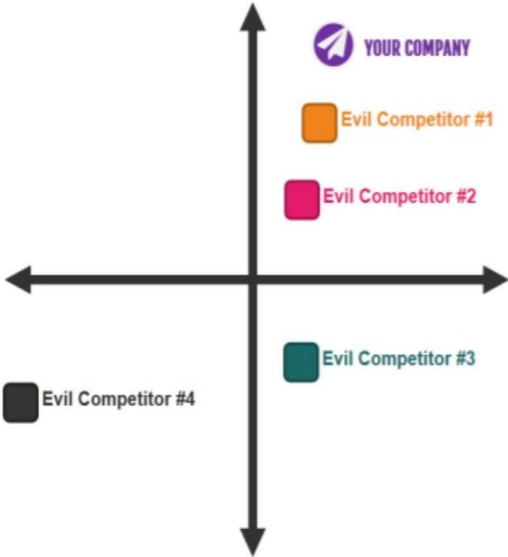 YOUR COMPANY
Evil Competitor #1
Evil Competitor #2
Evil Competitor #3
Evil Competitor #4